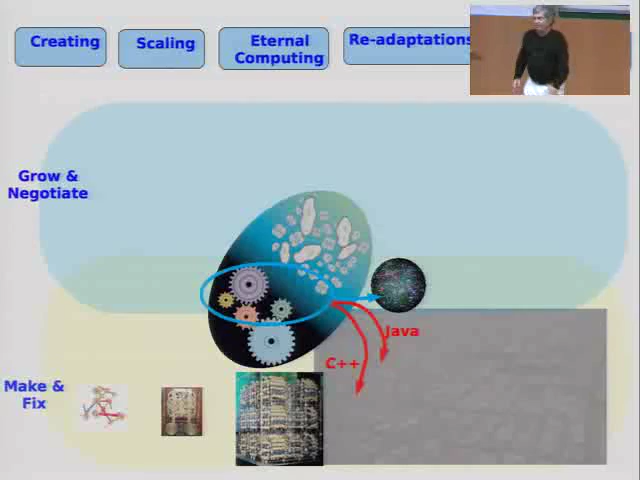 Creating
Scaling
Eternal
Computing
Re-adaptations
Grow &
Negotiate
Java
C++
Make &
Fix